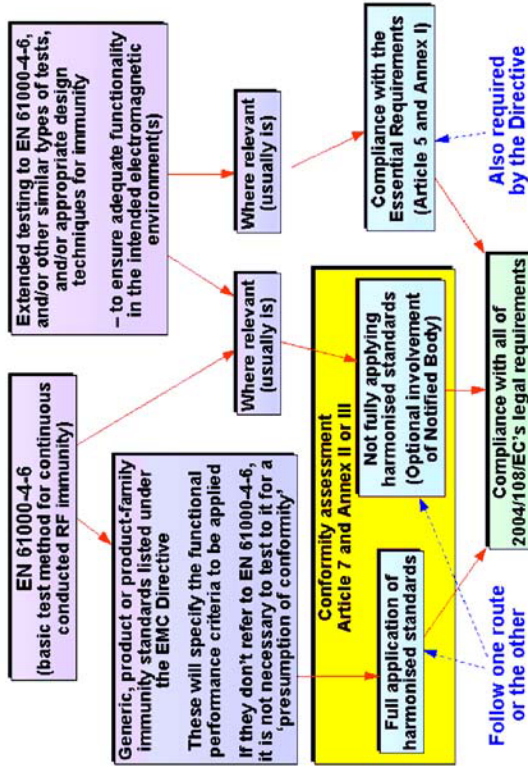 EN 61000-4-6
(basic test method for continuous
conducted RF immunity)
Extended testing to EN 61000-4-6,
and/or other similar types of tests,
and/or appropriate design
techniques for immunity
– to ensure adequate functionality
in the intended electromagnetic
environment(s)
Generic, product or product-family
immunity standards listed under
the EMC Directive
These will specify the functional
performance criteria to be applied
If they don't refer to EN 61000-4-6,
it is not necessary to test to it for a
'presumption of conformity'
Where relevant
(usually is)
Where relevant
(usually is)
Conformity assessment
Article 7 and Annex II or III
Full application of
harmonised standards
Not fully applying
harmonised standards
(Optional involvement
of Notified Body)
Compliance with the
Essential Requirements
(Article 5 and Annex I)
Follow one route
or the other
Compliance with all of
2004/108/EC's legal requirements
Also required
by the Directive